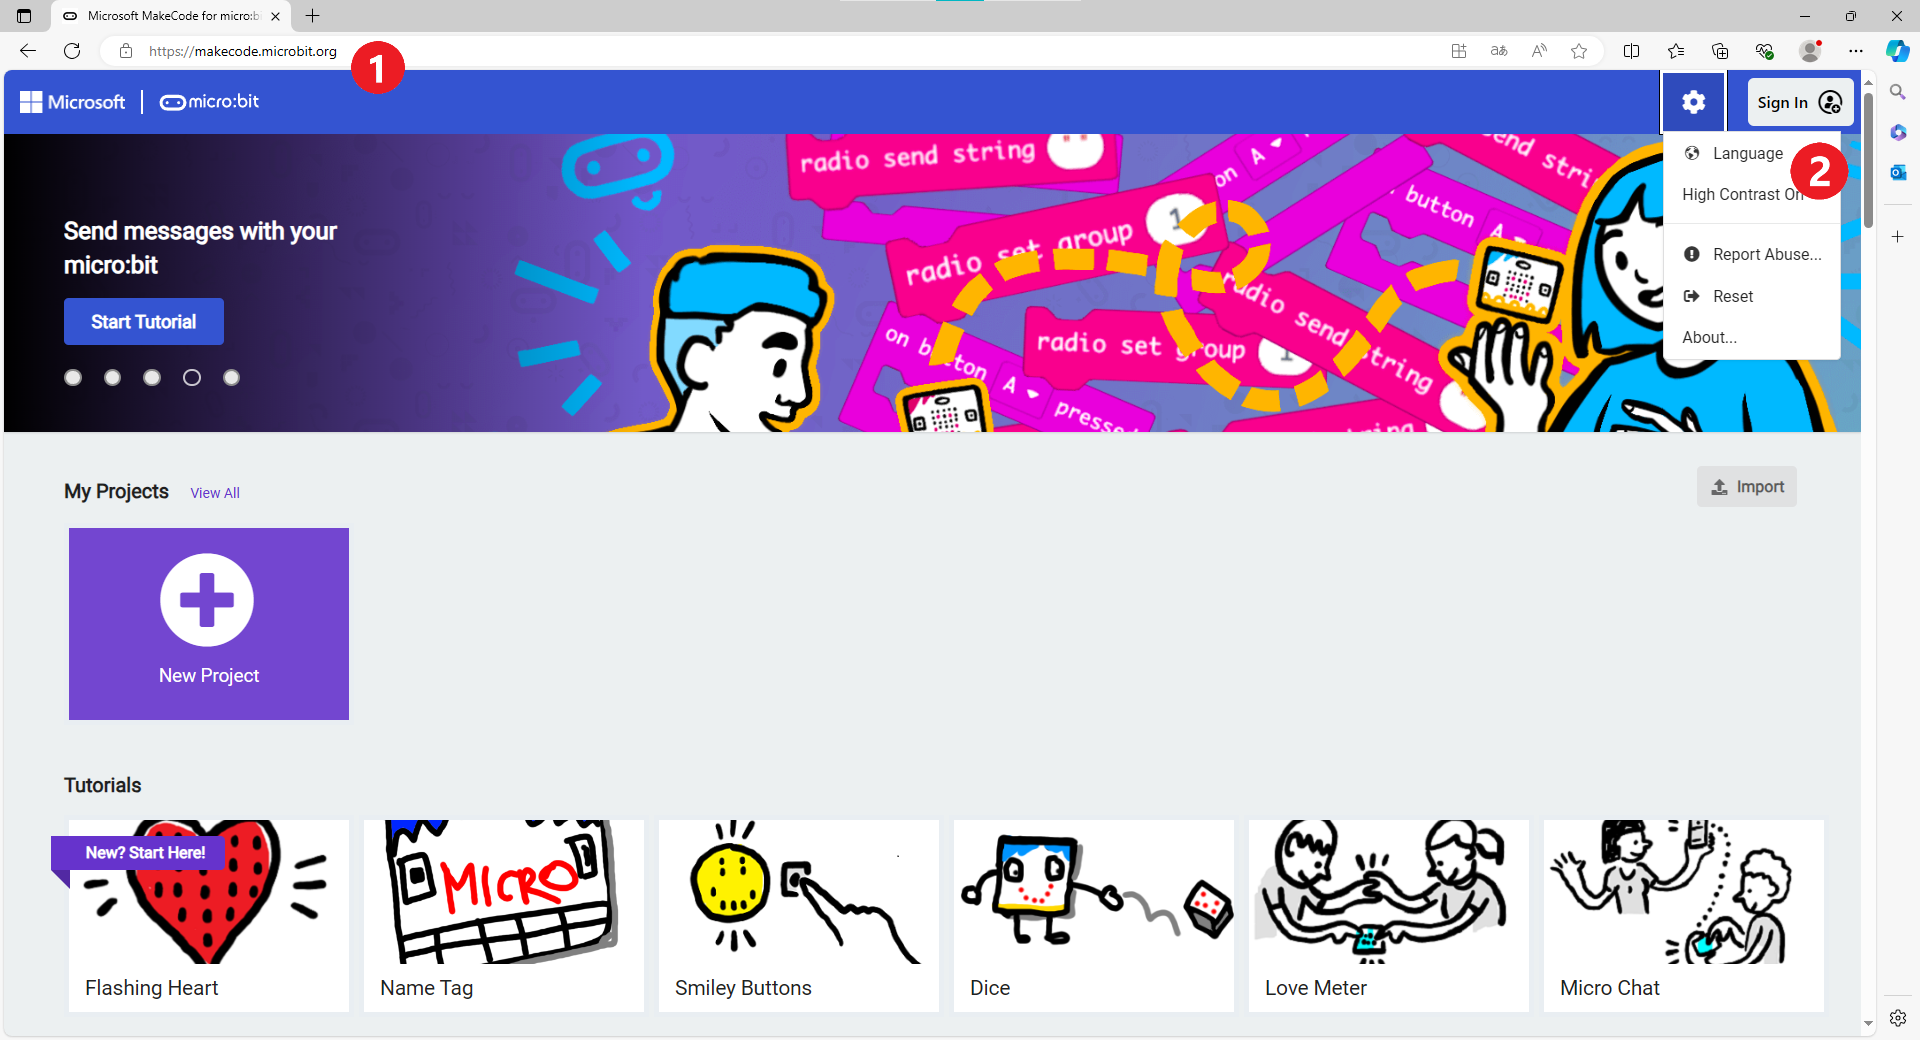 Microsoft MakeCode for micro:b
https://makecode.microbit.org
1
Microsoft
micro:bit
Sign In
Language
2
High Contrast On
Report Abuse...
Reset
About...
Send messages with your
micro:bit
Start Tutorial
radio send string
on
A
send stri
button A
radio set group 1
radio send string
radio set group 1
on button A pressed
string
My Projects
View All
Import
New Project
Tutorials
New? Start Here!
MICRO
Flashing Heart
Name Tag
Smiley Buttons
Dice
Love Meter
Micro Chat